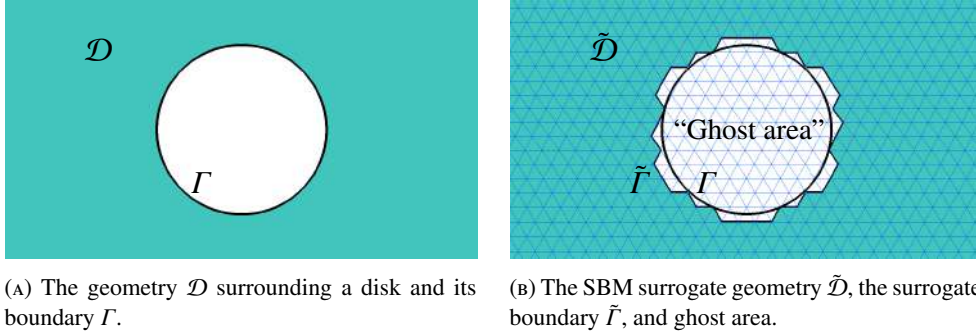 𝒟
Γ
𝒟̃
“Ghost area”
Γ̃ Γ
(A) The geometry 𝒟 surrounding a disk and its
boundary Γ.
(B) The SBM surrogate geometry 𝒟̃, the surrogate
boundary Γ̃, and ghost area.